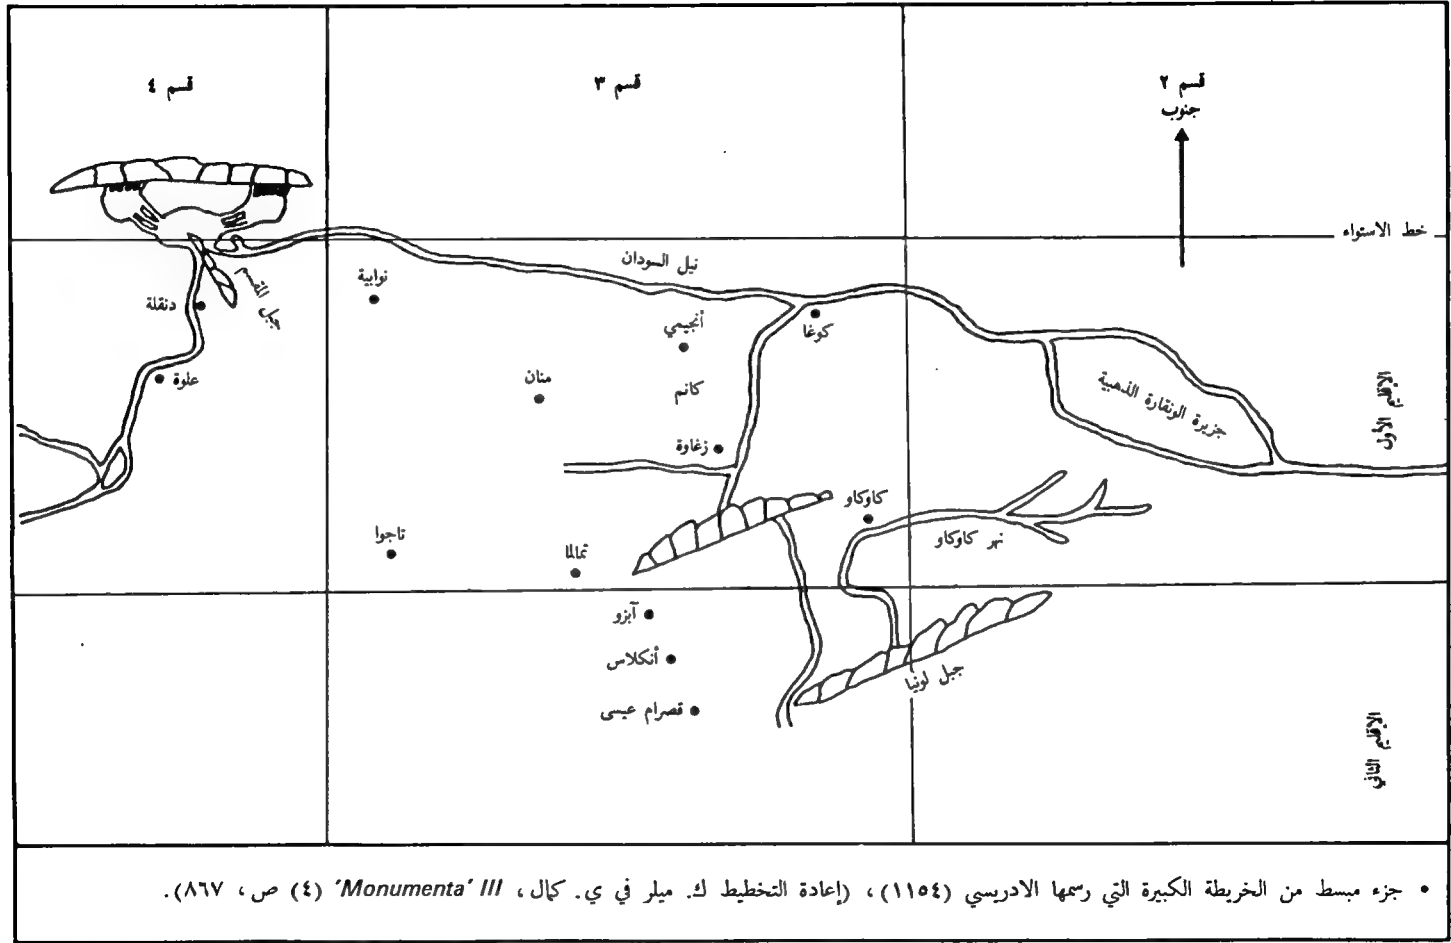 قسم ٢
قسم ٣
قسم ٤
جنوب
خط الاستواء
نيل السودان
نوابية
جبل المقسم
دنقلة
أنجيمي
كوغا
علوة
منان
كانم
جزيرة الونقارة الذهبية
الإقليم الأول
زغاوة
كاوكاو
نهر كاوكاو
تاجوا
تمالما
آبزو
أنكلاس
جبل لونيا
قصرام عيسى
الإقليم الثاني
• جزء مبسط من الخريطة الكبيرة التي رسمها الادريسي (١١٥٤)، (إعادة التخطيط ك. ميلر في ي. كمال، 'Monumenta' III (٤) ص، ٨٦٧).